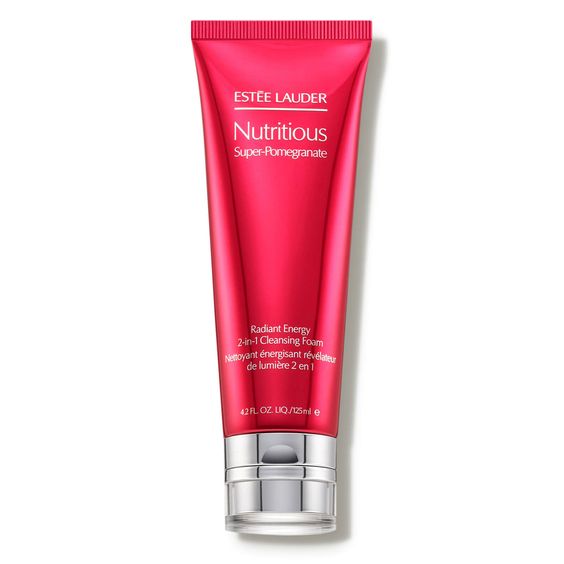 ESTĒE LAUDER
Nutritious
Super-Pomegranate
Radiant Energy
2-in-1 Cleansing Foam
Nettoyant énergisant révélateur
de lumière 2 en 1
4.2 FL. OZ. LIQ./125 ml ℮